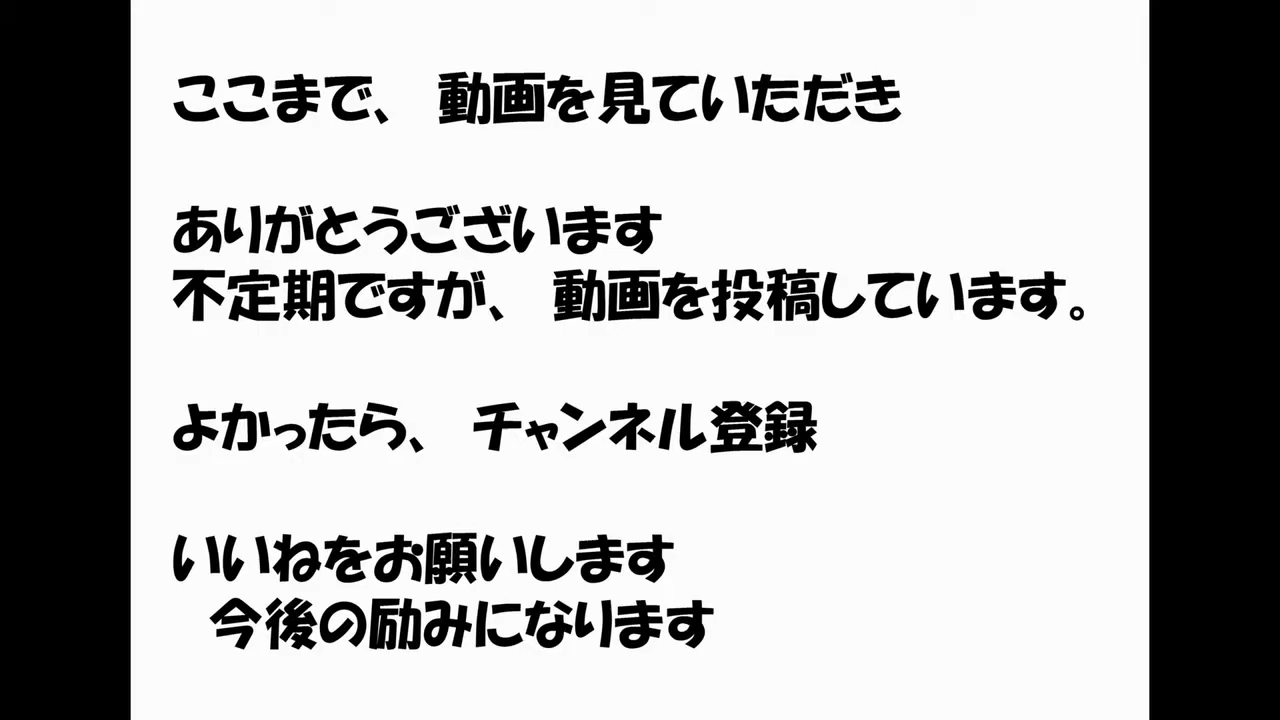 ここまで、 動画を見ていただき
ありがとうございます
不定期ですが、 動画を投稿しています。
よかったら、 チャンネル登録
いいねをお願いします
今後の励みになります